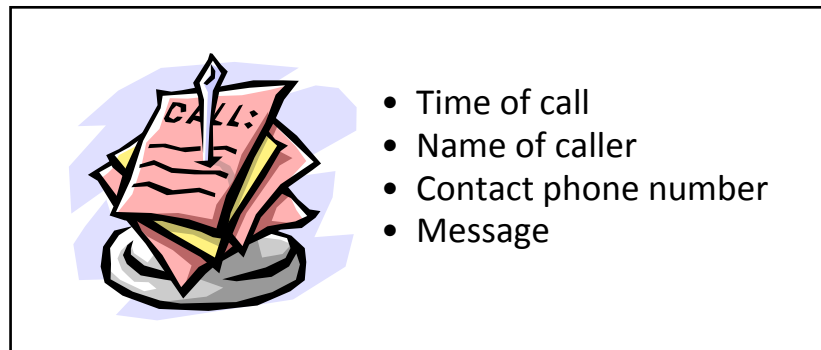 CALL:
• Time of call
• Name of caller
• Contact phone number
• Message